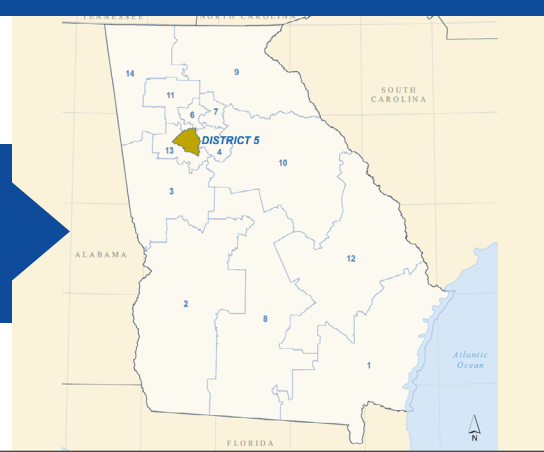 TENNESSEE
NORTH CAROLINA
14
9
11
SOUTH
CAROLINA
6
7
DISTRICT 5
13
4
10
3
ALABAMA
12
2
8
1
Atlantic
Ocean
N
FLORIDA